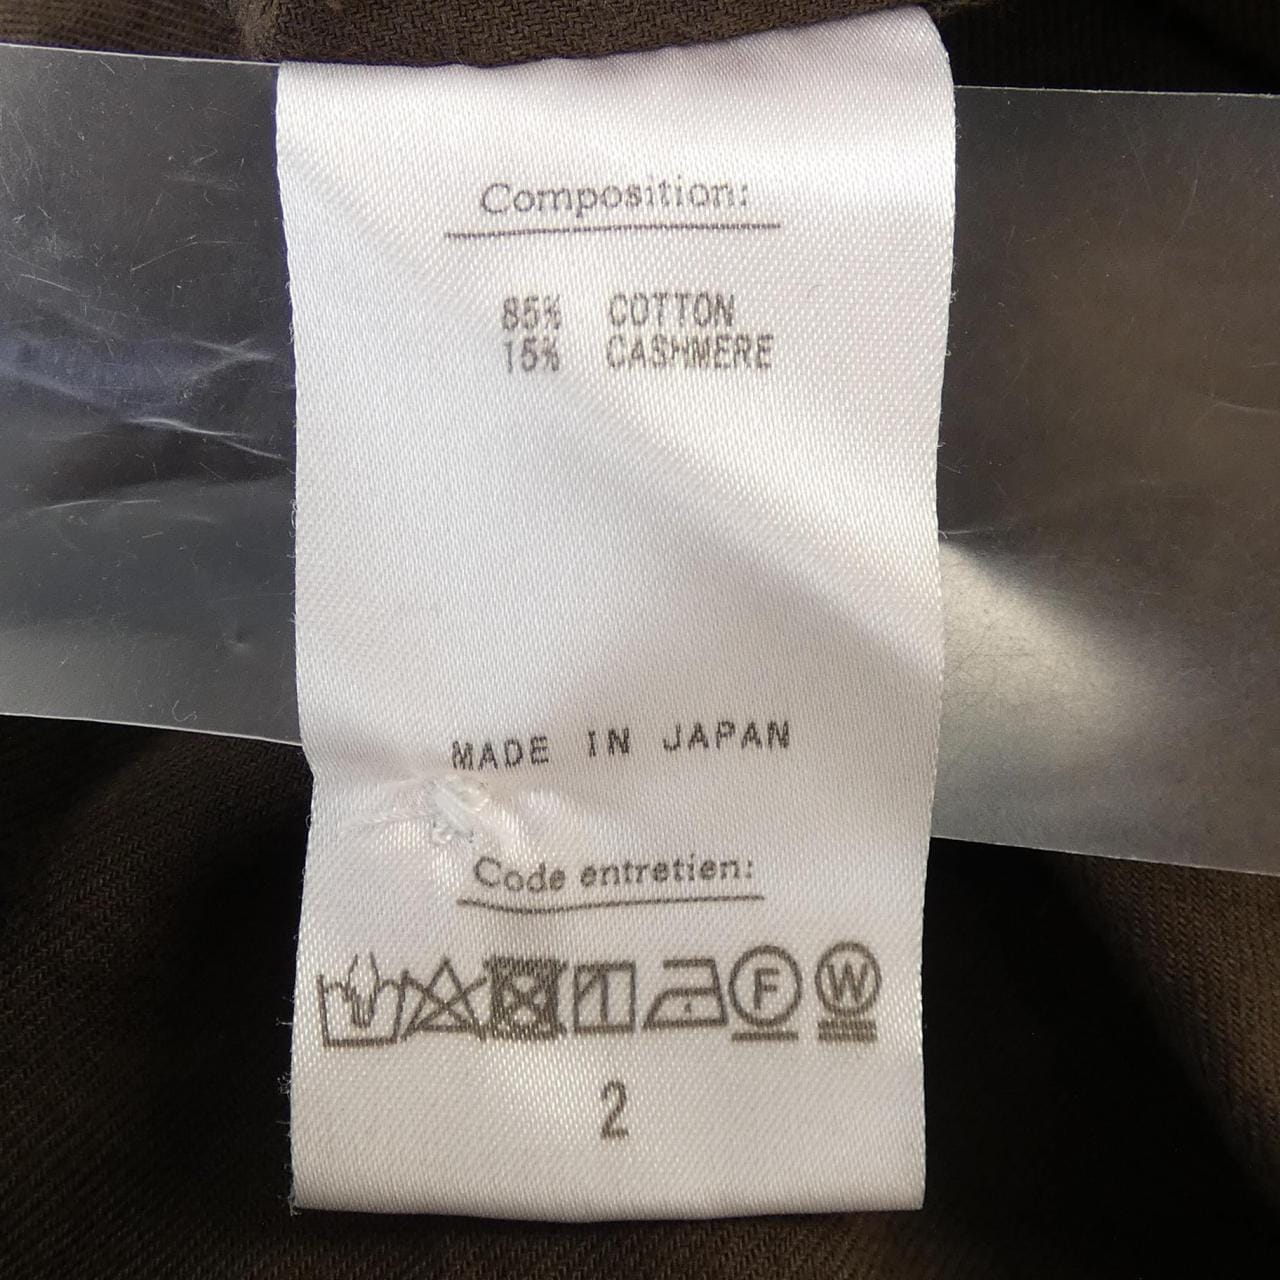 Composition:
85% COTTON
15% CASHMERE
MADE IN JAPAN
Code entretien:
F W
2